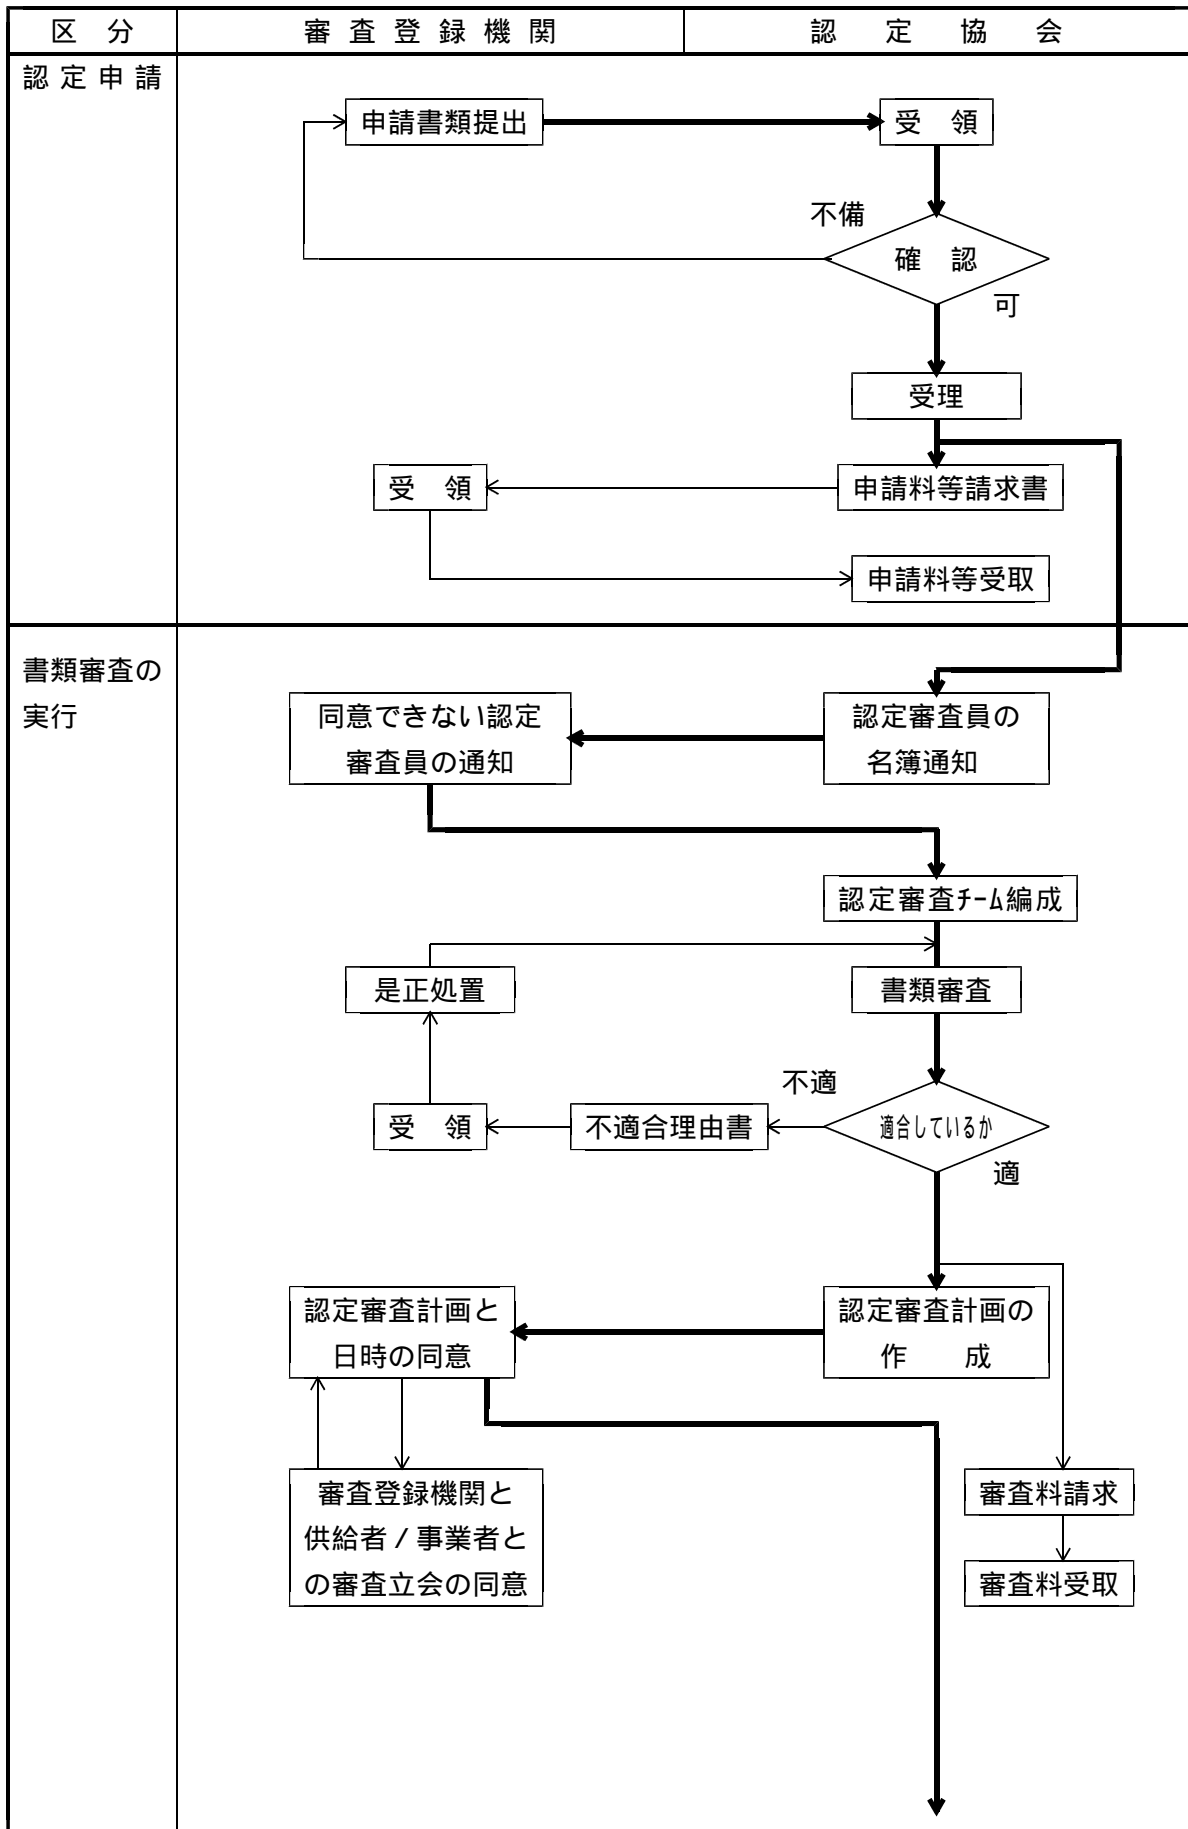 区 分
審 査 登 録 機 関
認 定 協 会
認 定 申 請
申請書類提出
受 領
不備
確 認
可
受理
受 領
申請料等請求書
申請料等受取
書類審査の
実行
同意できない認定
審査員の通知
認定審査員の
名簿通知
認定審査チーム編成
是正処置
書類審査
不適
受 領
不適合理由書
適合しているか
適
認定審査計画と
日時の同意
認定審査計画の
作 成
審査登録機関と
供給者/事業者と
の審査立会の同意
審査料請求
審査料受取